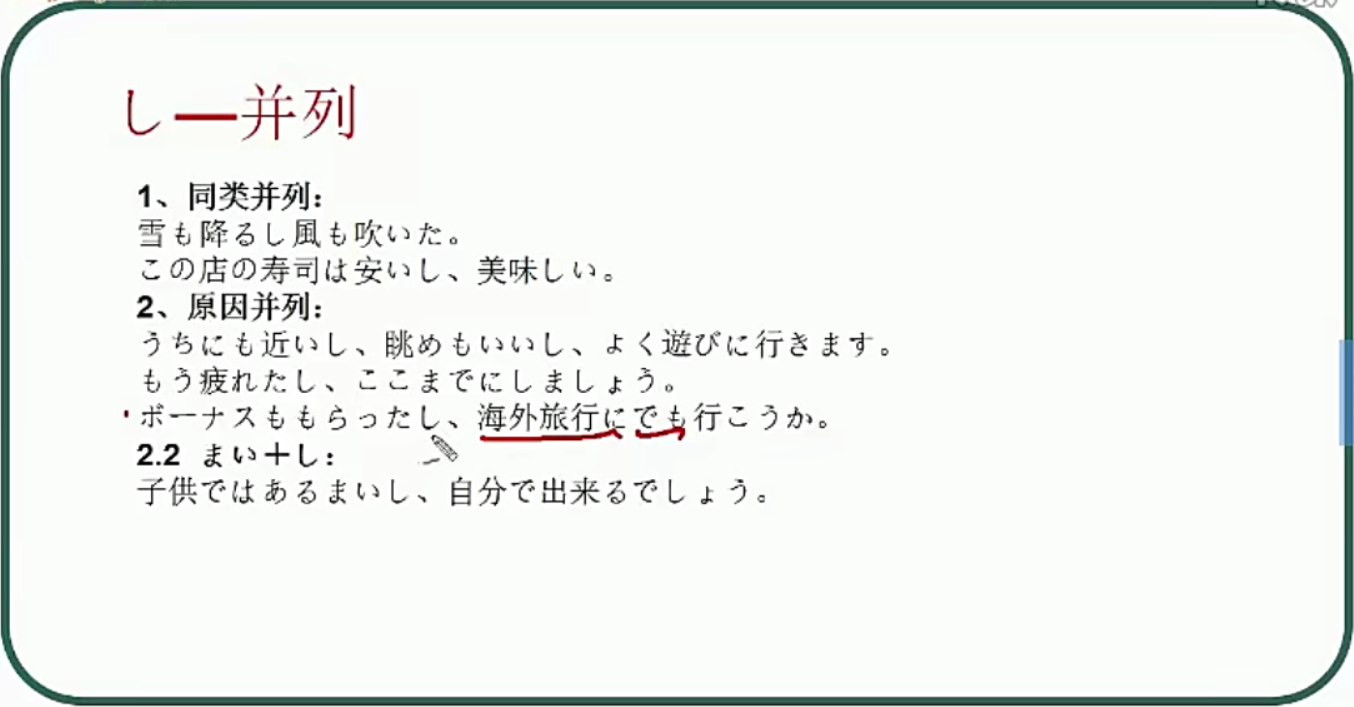 し—并列
1、同类并列：
雪も降るし風も吹いた。
この店の寿司は安いし、美味しい。
2、原因并列：
うちにも近いし、眺めもいいし、よく遊びに行きます。
もう疲れたし、ここまでにしましょう。
ボーナスももらったし、海外旅行にでも行こうか。
2.2 まい＋し：
子供ではあるまいし、自分で出来るでしょう。